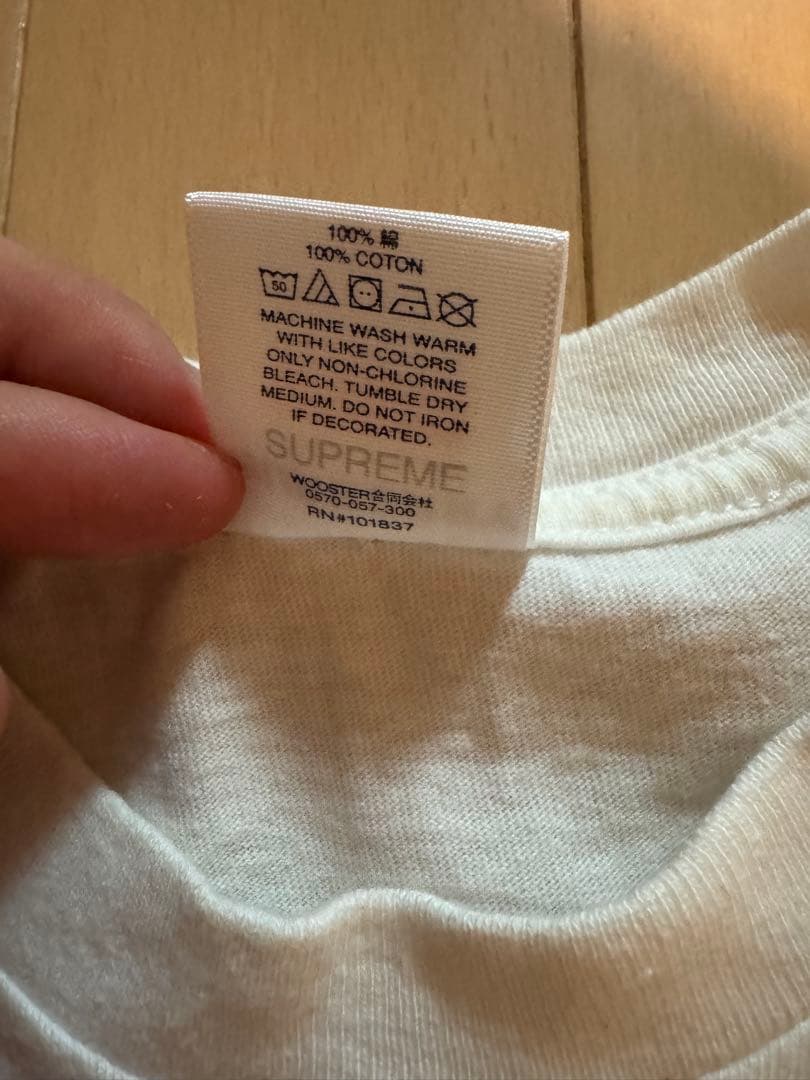 100% 綿
100% COTON
50
MACHINE WASH WARM
WITH LIKE COLORS
ONLY NON-CHLORINE
BLEACH. TUMBLE DRY
MEDIUM. DO NOT IRON
IF DECORATED.
SUPREME
WOOSTER合同会社
0570-057-300
RN#101837